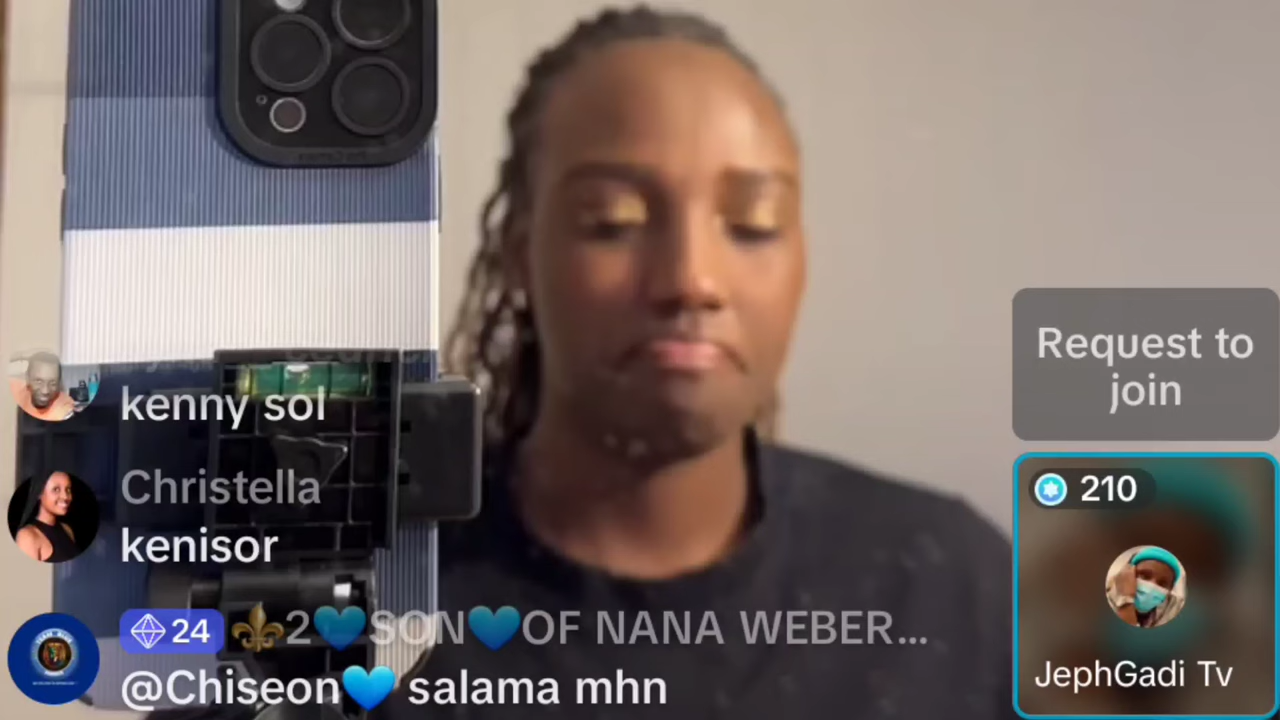 kenny sol
Christella
kenisor
24 ⚜️2💙SON💙OF NANA WEBER...
@Chiseon💙 salama mhn
Request to
join
210
JephGadi Tv